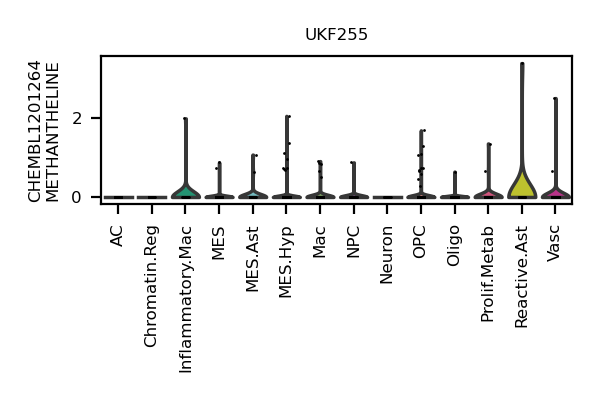 UKF255
CHEMBL1201264
METHANTHELINE
2
0
AC
Chromatin.Reg
Inflammatory.Mac
MES
MES.Ast
MES.Hyp
Mac
NPC
Neuron
OPC
Oligo
Prolif.Metab
Reactive.Ast
Vasc